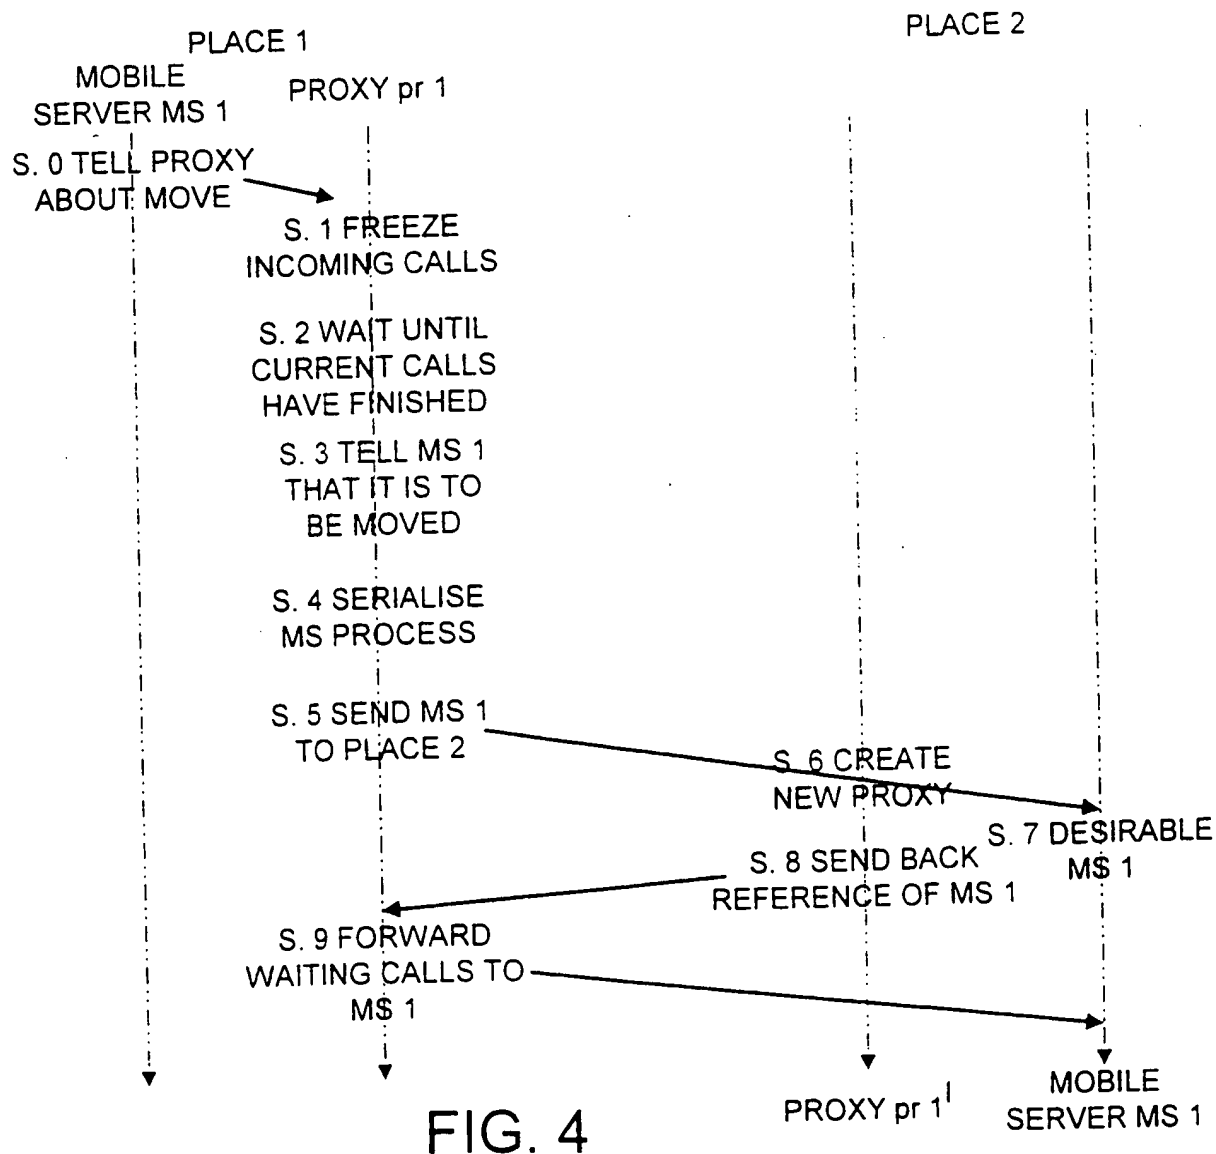 PLACE 1
PLACE 2
MOBILE
SERVER MS 1
PROXY pr 1
S. 0 TELL PROXY
ABOUT MOVE
S. 1 FREEZE
INCOMING CALLS
S. 2 WAIT UNTIL
CURRENT CALLS
HAVE FINISHED
S. 3 TELL MS 1
THAT IT IS TO
BE MOVED
S. 4 SERIALISE
MS PROCESS
S. 5 SEND MS 1
TO PLACE 2
S. 6 CREATE
NEW PROXY
S. 7 DESIRABLE
MS 1
S. 8 SEND BACK
REFERENCE OF MS 1
S. 9 FORWARD
WAITING CALLS TO
MS 1
PROXY pr 1'
MOBILE
SERVER MS 1
FIG. 4